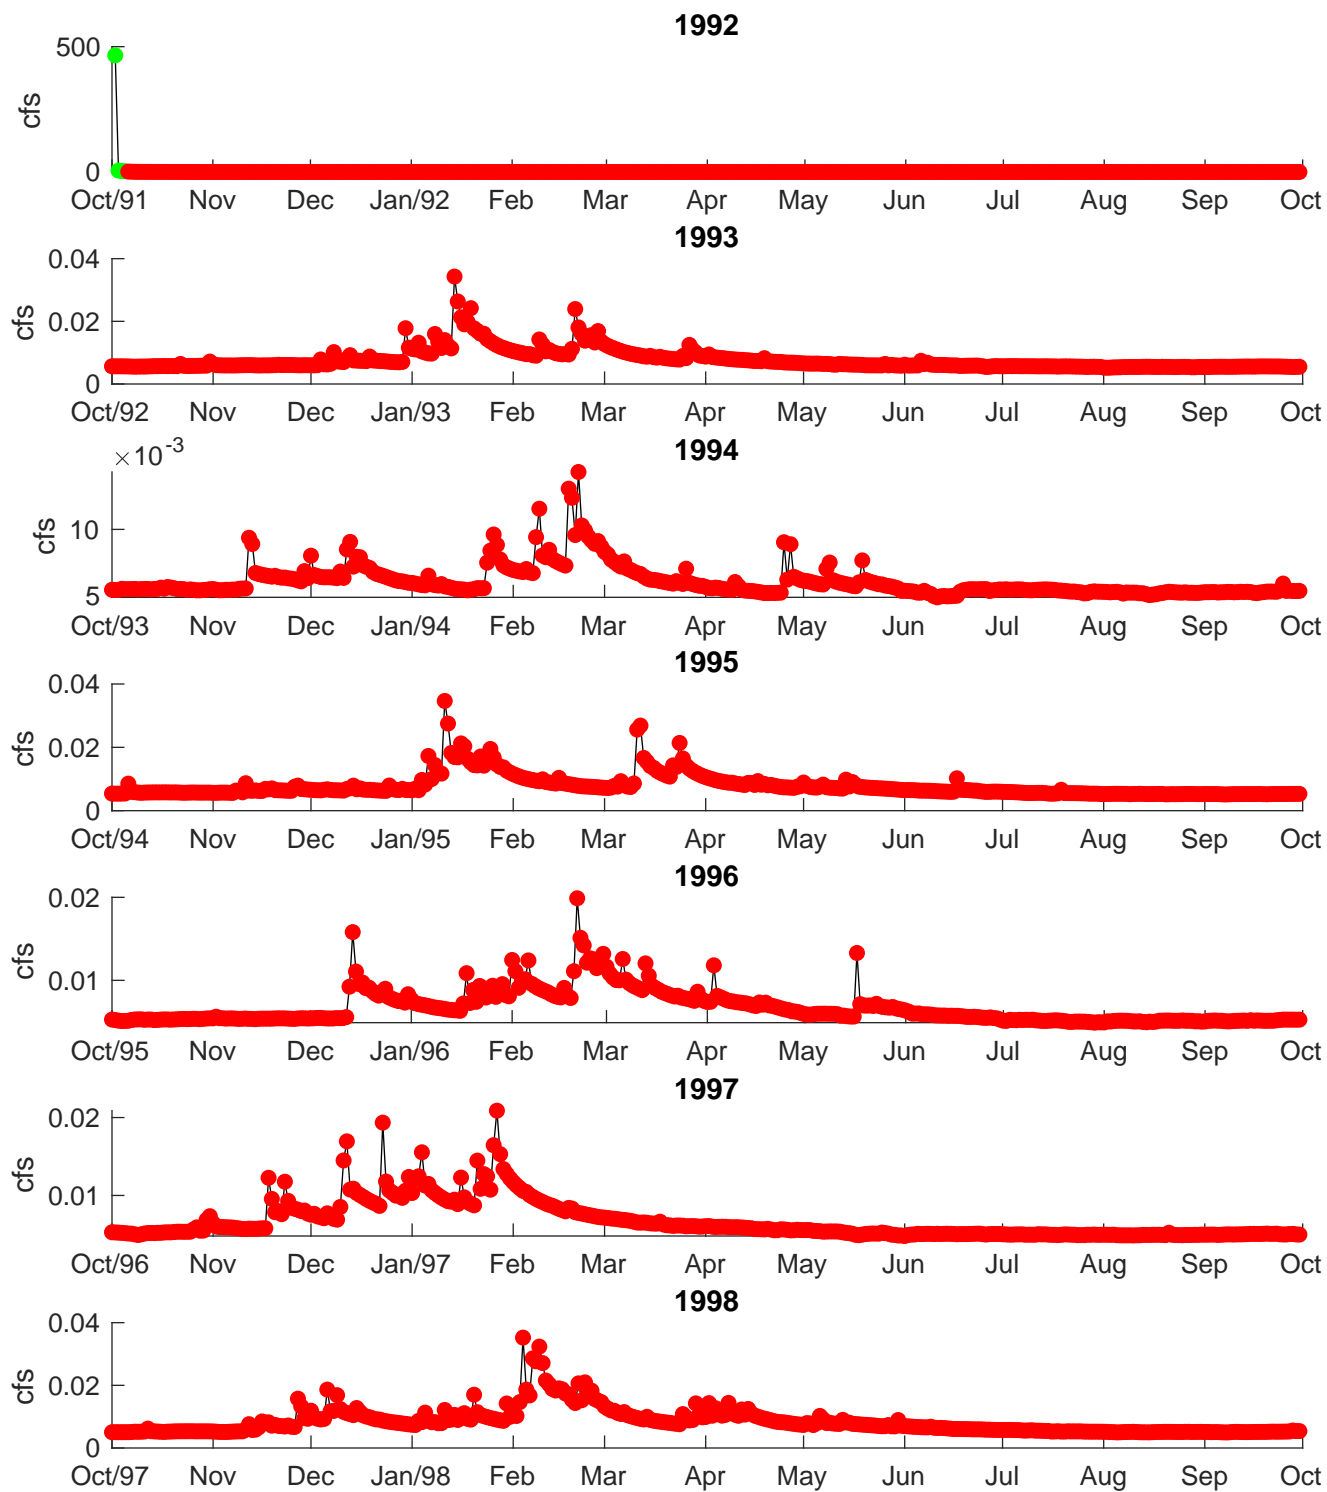 1992
500
cfs
0
Oct/91 Nov Dec Jan/92 Feb Mar Apr May Jun Jul Aug Sep Oct
1993
0.04
cfs
0.02
0
Oct/92 Nov Dec Jan/93 Feb Mar Apr May Jun Jul Aug Sep Oct
×10-3
1994
10
cfs
5
Oct/93 Nov Dec Jan/94 Feb Mar Apr May Jun Jul Aug Sep Oct
1995
0.04
cfs
0.02
0
Oct/94 Nov Dec Jan/95 Feb Mar Apr May Jun Jul Aug Sep Oct
1996
0.02
cfs
0.01
Oct/95 Nov Dec Jan/96 Feb Mar Apr May Jun Jul Aug Sep Oct
1997
0.02
cfs
0.01
Oct/96 Nov Dec Jan/97 Feb Mar Apr May Jun Jul Aug Sep Oct
1998
0.04
cfs
0.02
0
Oct/97 Nov Dec Jan/98 Feb Mar Apr May Jun Jul Aug Sep Oct